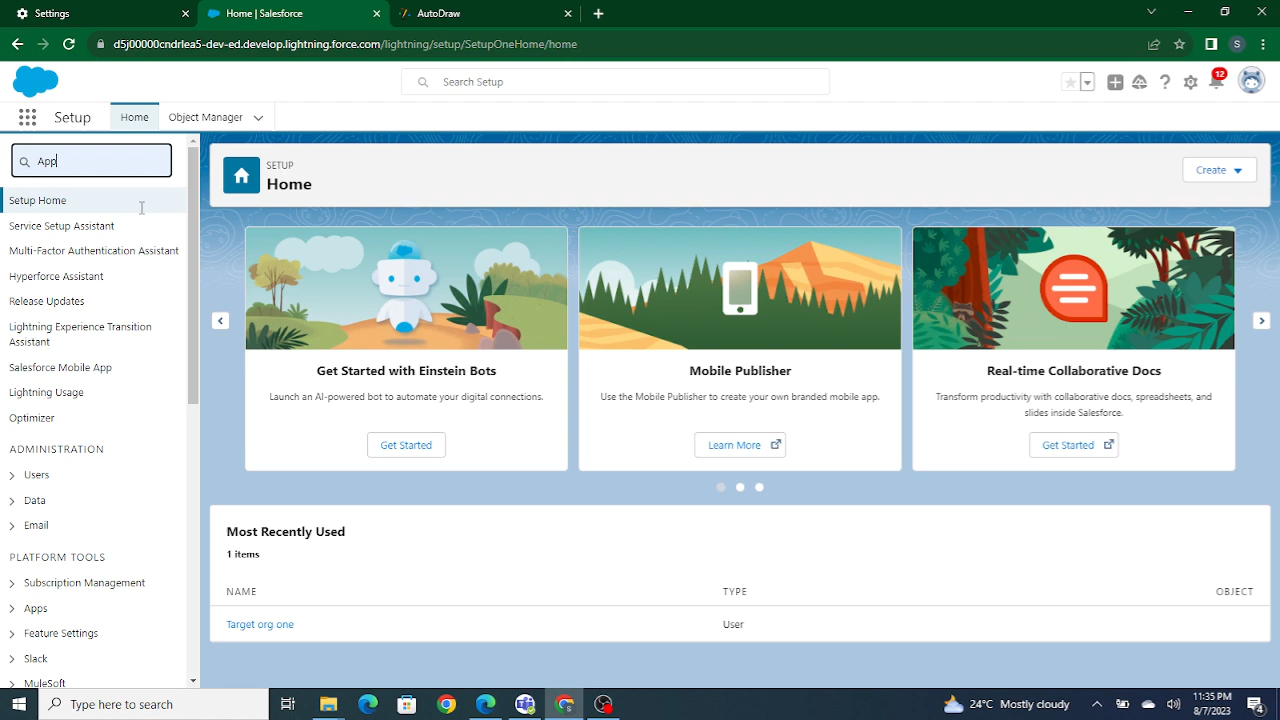 Settings
Home | Salesforce
AutoDraw
d5j00000cndrlea5-dev-ed.develop.lightning.force.com/lightning/setup/SetupOneHome/home
S
Search Setup
12
Setup
Home
Object Manager
App
Setup Home
Service Setup Assistant
Multi-Factor Authentication Assistant
Hyperforce Assistant
Release Updates
Lightning Experience Transition
Assistant
Salesforce Mobile App
Lightning Usage
Optimizer
ADMINISTRATION
Users
Data
Email
PLATFORM TOOLS
Subscription Management
Apps
Feature Settings
Slack
MuleSoft
SETUP
Home
Create
Get Started with Einstein Bots
Launch an AI-powered bot to automate your digital connections.
Get Started
Mobile Publisher
Use the Mobile Publisher to create your own branded mobile app.
Learn More
Real-time Collaborative Docs
Transform productivity with collaborative docs, spreadsheets, and
slides inside Salesforce.
Get Started
Most Recently Used
1 items
NAME TYPE OBJECT
Target org one User
Type here to search
24°C Mostly cloudy
11:35 PM
8/7/2023
4